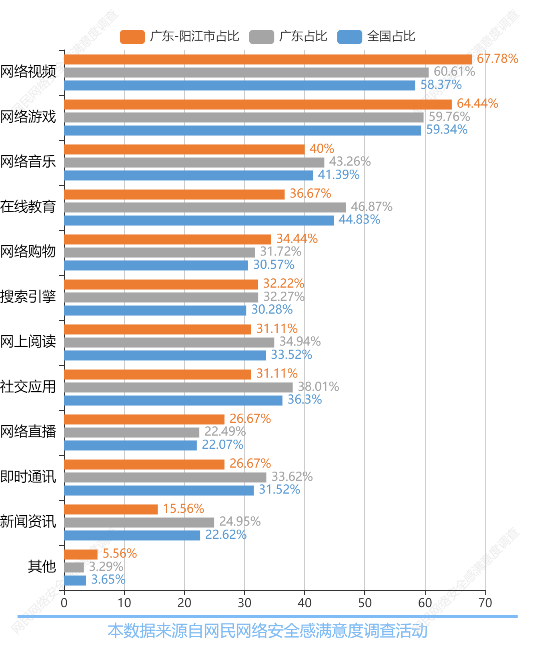 广东-阳江市占比 广东占比 全国占比
网络视频 67.78% 60.61% 58.37%
网络游戏 64.44% 59.76% 59.34%
网络音乐 40% 43.26% 41.39%
在线教育 36.67% 46.87% 44.83%
网络购物 34.44% 31.72% 30.57%
搜索引擎 32.22% 32.27% 30.28%
网上阅读 31.11% 34.94% 33.52%
社交应用 31.11% 38.01% 36.3%
网络直播 26.67% 22.49% 22.07%
即时通讯 26.67% 33.62% 31.52%
新闻资讯 15.56% 24.95% 22.62%
其他 5.56% 3.29% 3.65%
0 10 20 30 40 50 60 70
本数据来源自网民网络安全感满意度调查活动